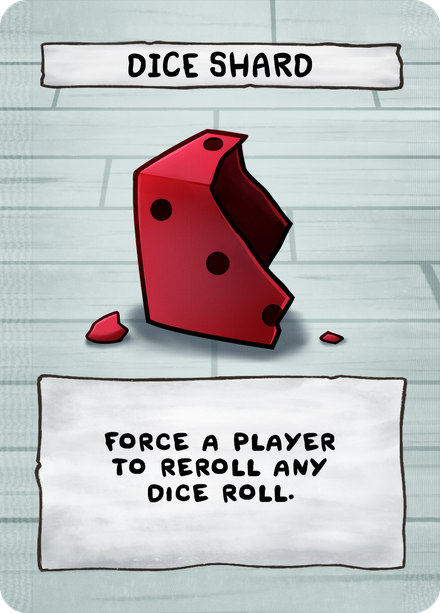 DICE SHARD
FORCE A PLAYER
TO REROLL ANY
DICE ROLL.